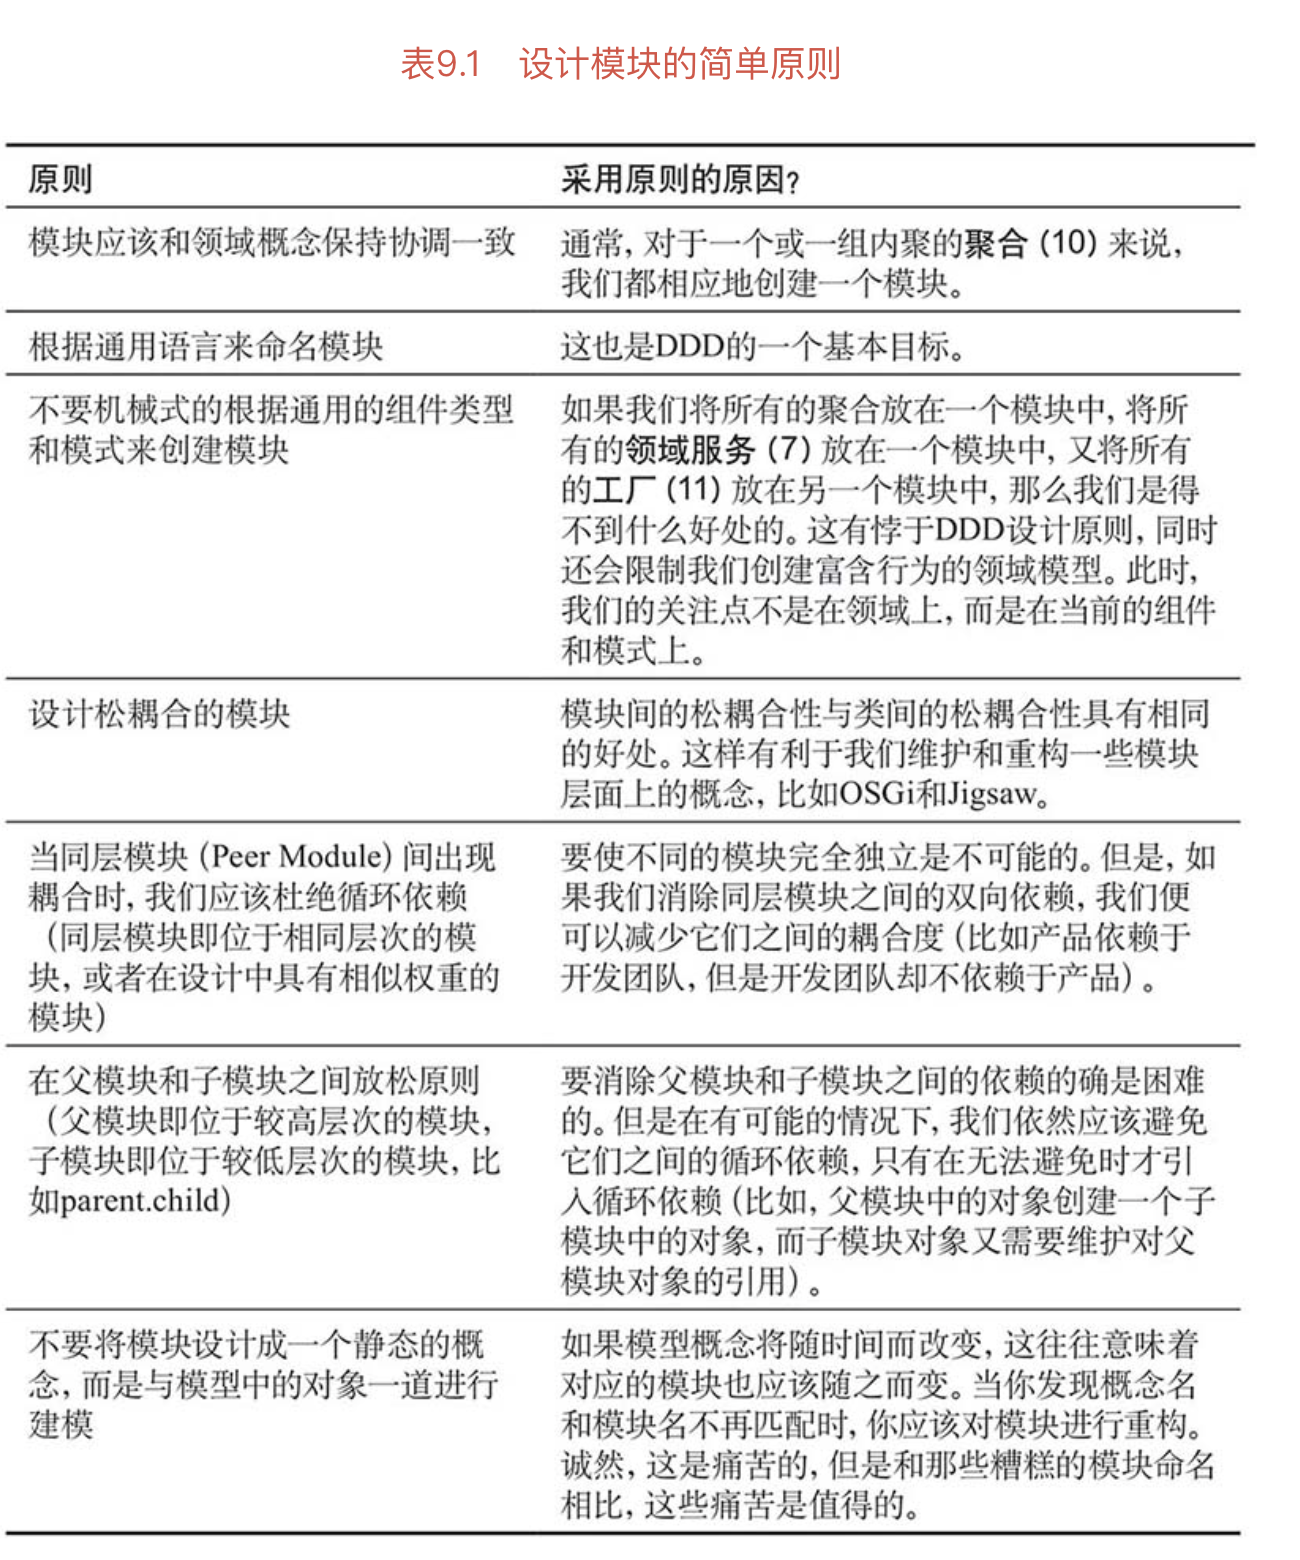 表9.1 设计模块的简单原则
原则
采用原则的原因?
模块应该和领域概念保持协调一致
通常, 对于一个或一组内聚的聚合 (10) 来说,
我们都相应地创建一个模块。
根据通用语言来命名模块
这也是DDD的一个基本目标。
不要机械式的根据通用的组件类型
和模式来创建模块
如果我们将所有的聚合放在一个模块中, 将所
有的领域服务 (7) 放在一个模块中, 又将所有
的工厂 (11) 放在另一个模块中, 那么我们是得
不到什么好处的。这有悖于DDD设计原则, 同时
还会限制我们创建富含行为的领域模型。此时,
我们的关注点不是在领域上, 而是在当前的组件
和模式上。
设计松耦合的模块
模块间的松耦合性与类间的松耦合性具有相同
的好处。这样有利于我们维护和重构一些模块
层面上的概念, 比如OSGi和Jigsaw。
当同层模块 (Peer Module) 间出现
耦合时, 我们应该杜绝循环依赖
(同层模块即位于相同层次的模
块, 或者在设计中具有相似权重的
模块)
要使不同的模块完全独立是不可能的。但是, 如
果我们消除同层模块之间的双向依赖, 我们便
可以减少它们之间的耦合度 (比如产品依赖于
开发团队, 但是开发团队却不依赖于产品) 。
在父模块和子模块之间放松原则
(父模块即位于较高层次的模块,
子模块即位于较低层次的模块, 比
如parent.child)
要消除父模块和子模块之间的依赖的确是困难
的。但是在有可能的情况下, 我们依然应该避免
它们之间的循环依赖, 只有在无法避免时才引
入循环依赖 (比如, 父模块中的对象创建一个子
模块中的对象, 而子模块对象又需要维护对父
模块对象的引用) 。
不要将模块设计成一个静态的概
念, 而是与模型中的对象一道进行
建模
如果模型概念将随时间而改变, 这往往意味着
对应的模块也应该随之而变。当你发现概念名
和模块名不再匹配时, 你应该对模块进行重构。
诚然, 这是痛苦的, 但是和那些糟糕的模块命名
相比, 这些痛苦是值得的。